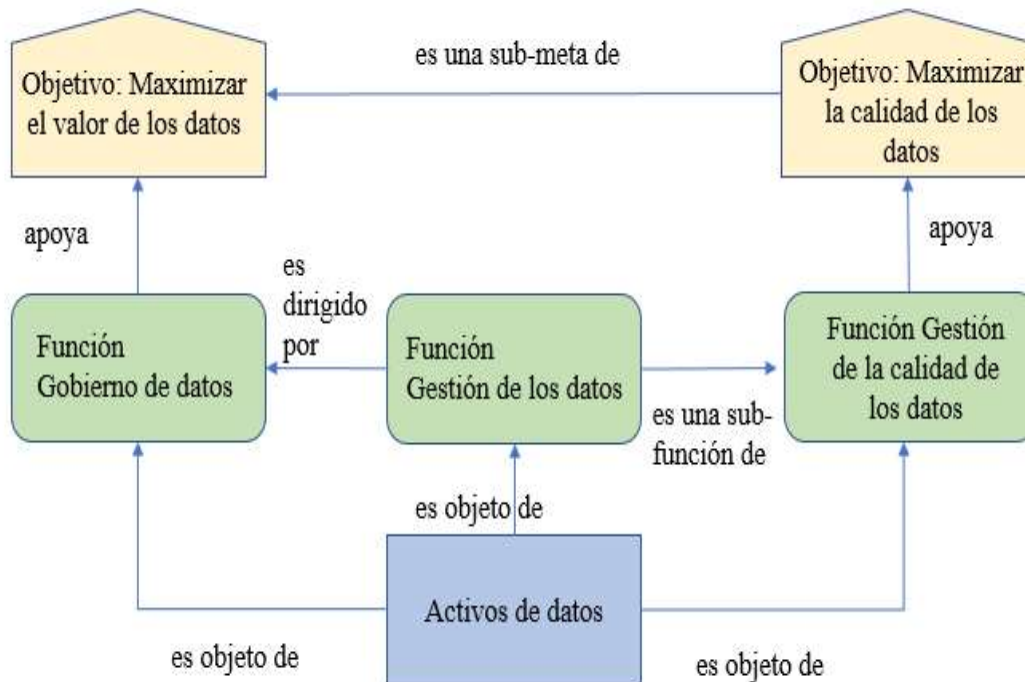 es una sub-meta de
Objetivo: Maximizar
el valor de los datos
Objetivo: Maximizar
la calidad de los
datos
apoya
apoya
es
dirigido
por
Función
Gobierno de datos
Función
Gestión de los datos
Función Gestión
de la calidad de
los datos
es una sub-
función de
es objeto de
Activos de datos
es objeto de
es objeto de